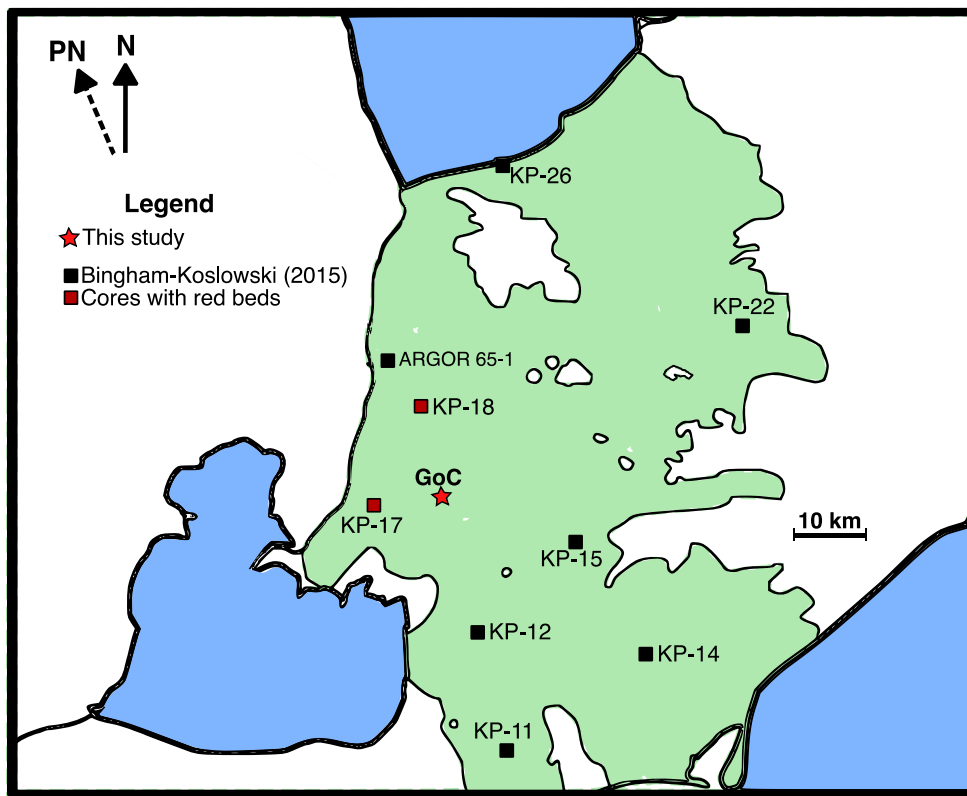 PN N
Legend
This study
Bingham-Koslowski (2015)
Cores with red beds
KP-26
KP-22
ARGOR 65-1
KP-18
GoC
KP-17
10 km
KP-15
KP-12
KP-14
KP-11